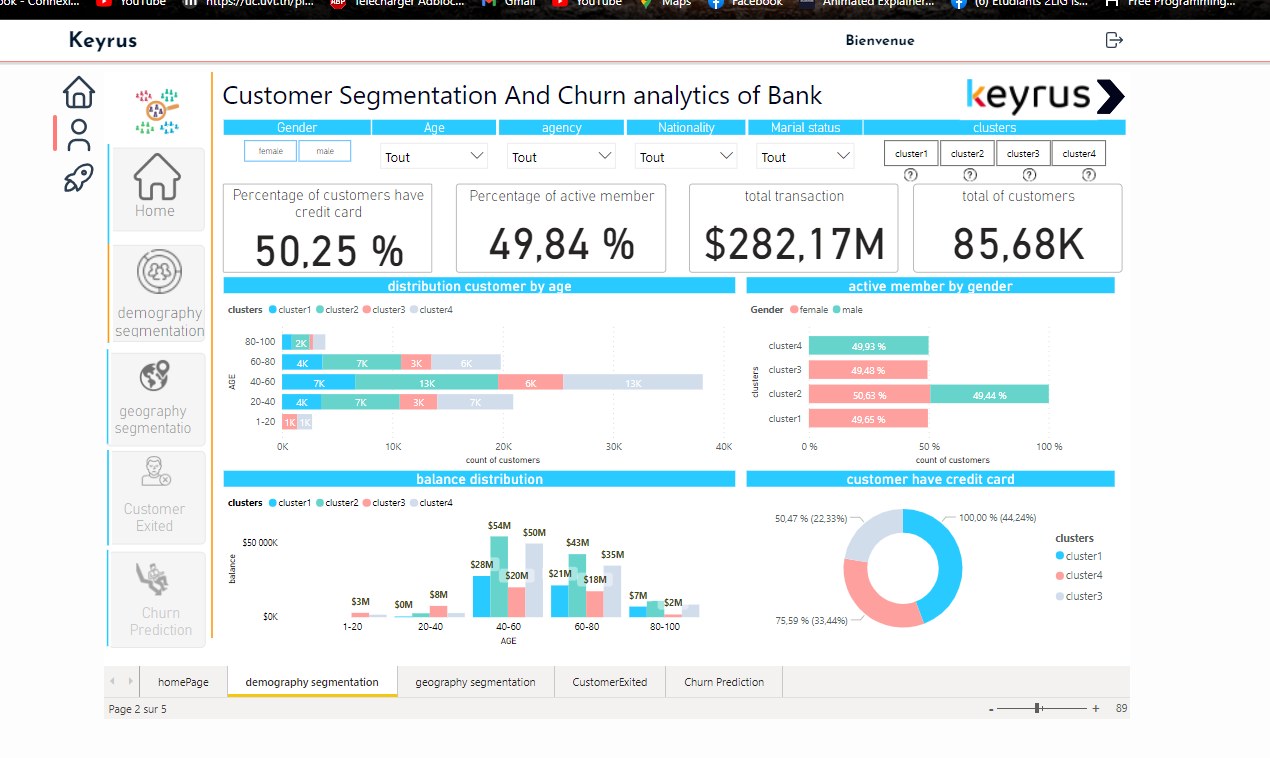 YouTube
https://uc.uvt.tn/pl...
ABP
Télécharger Adbloc...
Gmail
YouTube
Maps
Facebook
Animated Explainer...
(6) Etudiants 2LIG is...
Free Programming...
Keyrus
Bienvenue
Customer Segmentation And Churn analytics of Bank
keyrus
Gender
Age
agency
Nationality
Marial status
clusters
female
male
Tout
Tout
Tout
Tout
cluster1
cluster2
cluster3
cluster4
?
?
?
?
Home
demography
segmentation
geography
segmentatio
Customer
Exited
Churn
Prediction
Percentage of customers have
credit card
50,25 %
Percentage of active member
49,84 %
total transaction
$282,17M
total of customers
85,68K
distribution customer by age
clusters
cluster1
cluster2
cluster3
cluster4
AGE
80-100
2K
60-80
4K
7K
3K
6K
40-60
7K
13K
6K
13K
20-40
4K
7K
3K
7K
1-20
1K
1K
0K
10K
20K
30K
40K
count of customers
active member by gender
Gender
female
male
clusters
cluster4
49,93 %
cluster3
49,48 %
cluster2
50,63 %
49,44 %
cluster1
49,65 %
0 %
50 %
100 %
count of customers
balance distribution
clusters
cluster1
cluster2
cluster3
cluster4
balance
$50 000K
$0K
$3M
$0M
$8M
$28M
$54M
$20M
$50M
$21M
$43M
$18M
$35M
$7M
$2M
1-20
20-40
40-60
60-80
80-100
AGE
customer have credit card
50,47 % (22,33%)
100,00 % (44,24%)
75,59 % (33,44%)
clusters
cluster1
cluster4
cluster3
homePage
demography segmentation
geography segmentation
CustomerExited
Churn Prediction
Page 2 sur 5
-
+
89